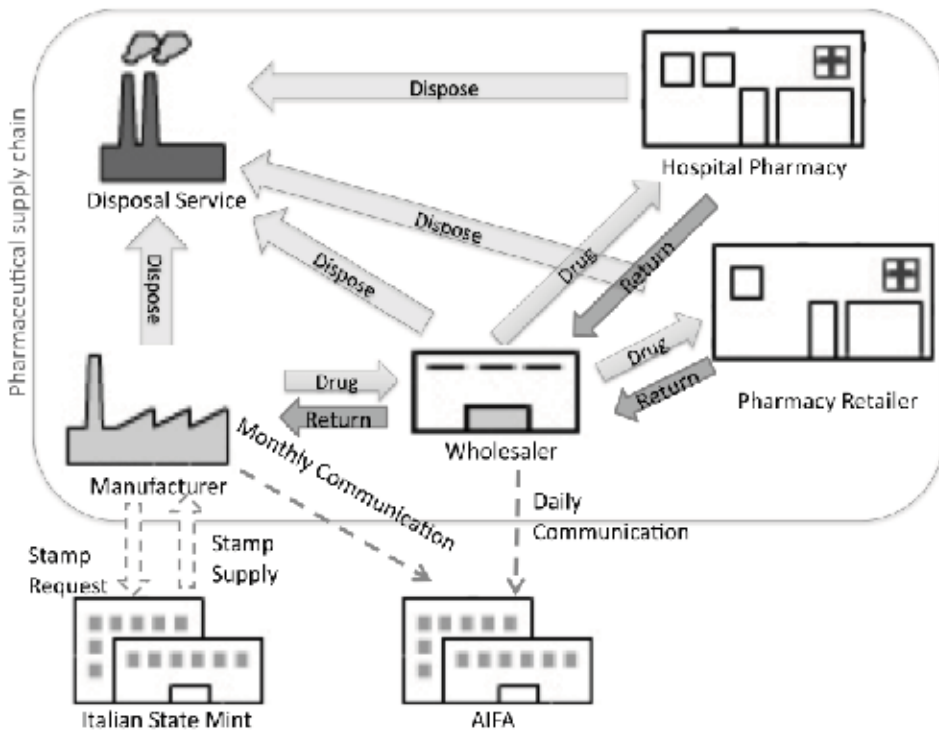 Pharmaceutical supply chain
Dispose
Disposal Service
Hospital Pharmacy
Dispose
Dispose
Dispose
Drug
Return
Drug
Return
Pharmacy Retailer
Drug
Return
Wholesaler
Manufacturer
Monthly Communication
Daily
Communication
Stamp
Request
Stamp
Supply
Italian State Mint
AIFA